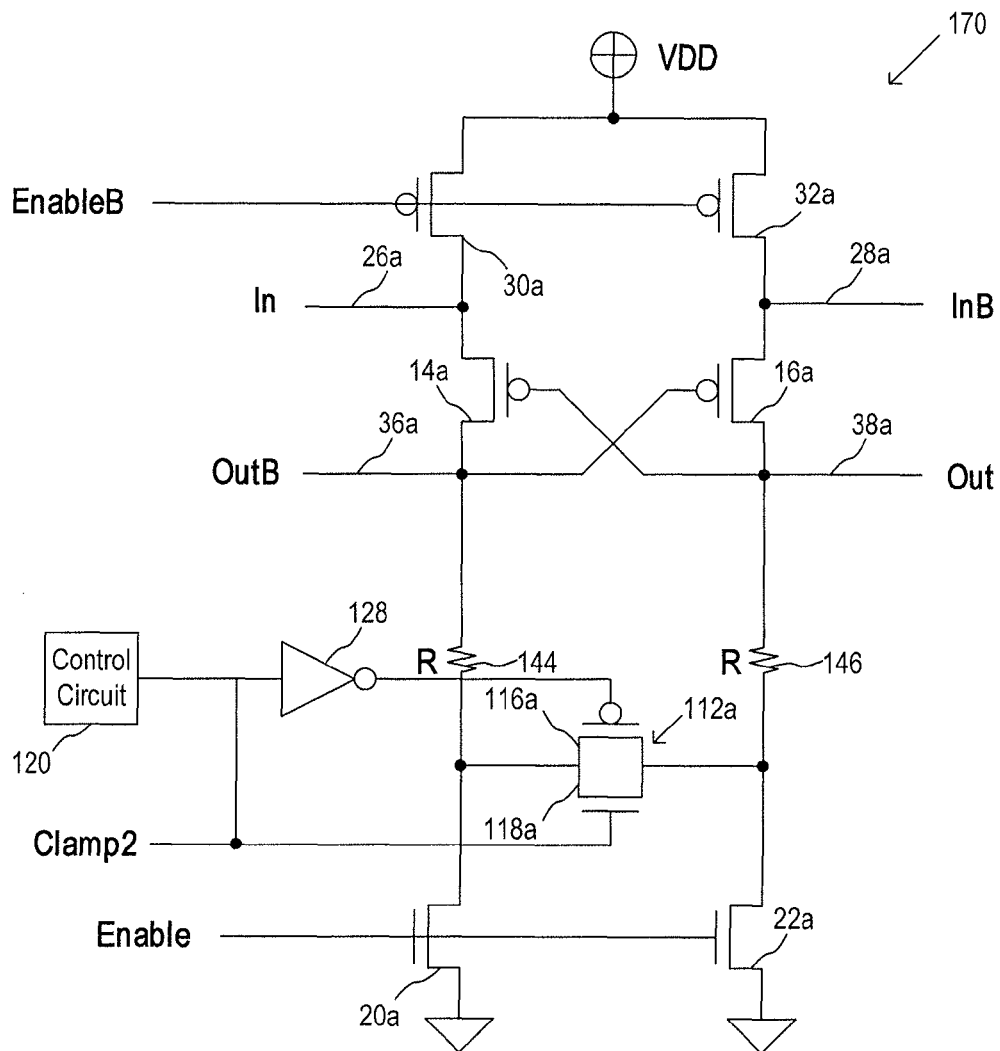 170
VDD
EnableB
32a
26a
30a
28a
In
InB
14a
16a
36a
38a
OutB
Out
128
Control
Circuit
R
144
R
146
116a
112a
120
118a
Clamp2
Enable
22a
20a